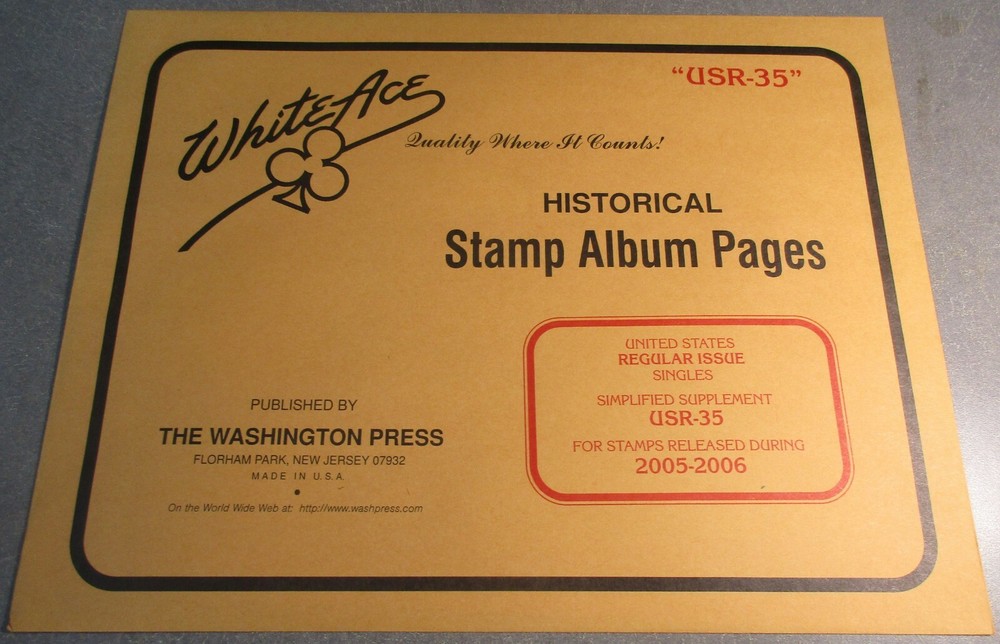 "USR-35"
White Ace
Quality Where It Counts!
HISTORICAL
Stamp Album Pages
UNITED STATES
REGULAR ISSUE
SINGLES
SIMPLIFIED SUPPLEMENT
USR-35
FOR STAMPS RELEASED DURING
2005-2006
PUBLISHED BY
THE WASHINGTON PRESS
FLORHAM PARK, NEW JERSEY 07932
MADE IN U.S.A.
On the World Wide Web at: http://www.washpress.com